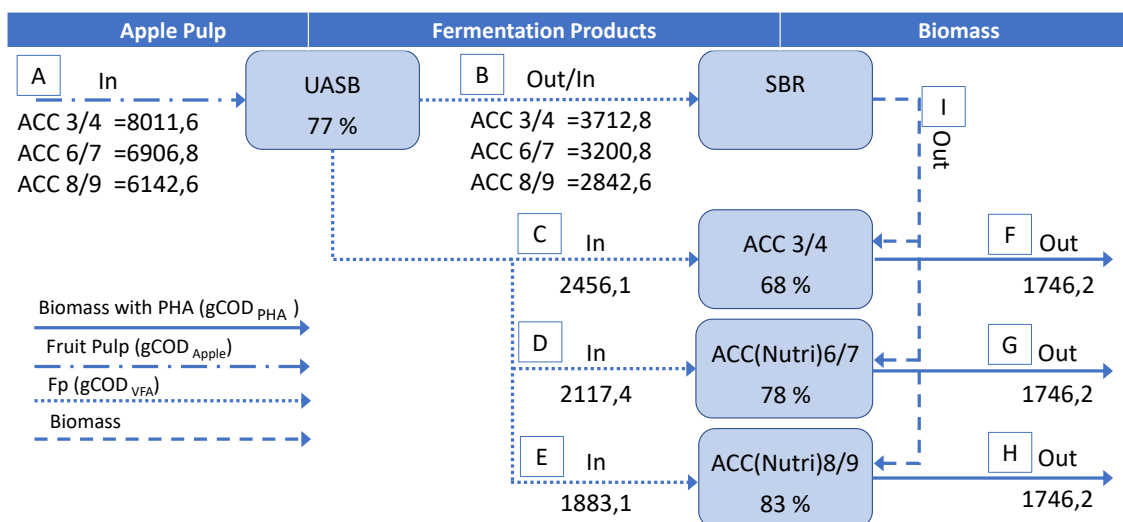 Apple Pulp
Fermentation Products
Biomass
A
In
UASB
77 %
B
Out/In
SBR
I
Out
ACC 3/4 =8011,6
ACC 6/7 =6906,8
ACC 8/9 =6142,6
ACC 3/4 =3712,8
ACC 6/7 =3200,8
ACC 8/9 =2842,6
C
In
2456,1
ACC 3/4
68 %
F
Out
1746,2
Biomass with PHA (gCOD PHA )
Fruit Pulp (gCOD Apple)
Fp (gCOD VFA)
Biomass
D
In
2117,4
ACC(Nutri)6/7
78 %
G
Out
1746,2
E
In
1883,1
ACC(Nutri)8/9
83 %
H
Out
1746,2